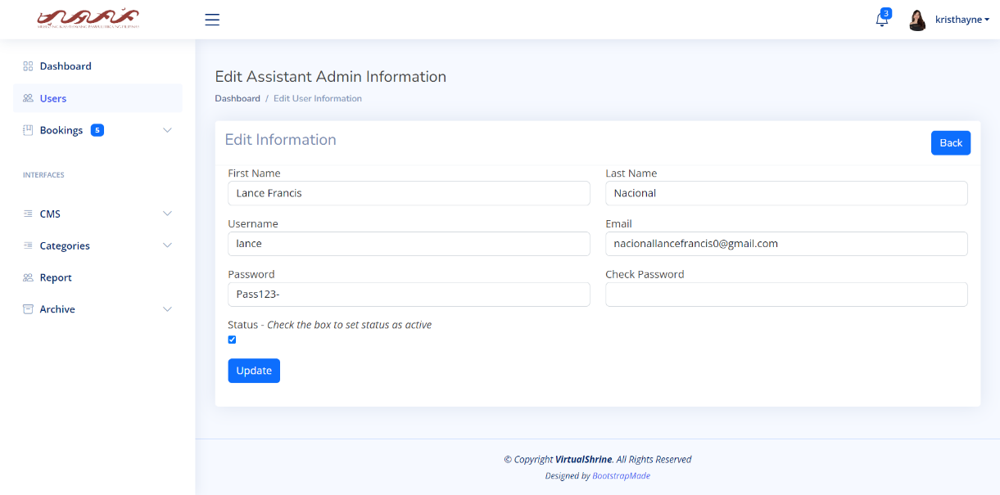 3
kristhayne
Dashboard
Users
Bookings 5
INTERFACES
CMS
Categories
Report
Archive
Edit Assistant Admin Information
Dashboard / Edit User Information
Edit Information
Back
First Name
Last Name
Lance Francis
Nacional
Username
Email
lance
nacionallancefrancis0@gmail.com
Password
Check Password
Pass123-
Status - Check the box to set status as active
Update
© Copyright VirtualShrine. All Rights Reserved
Designed by BootstrapMade